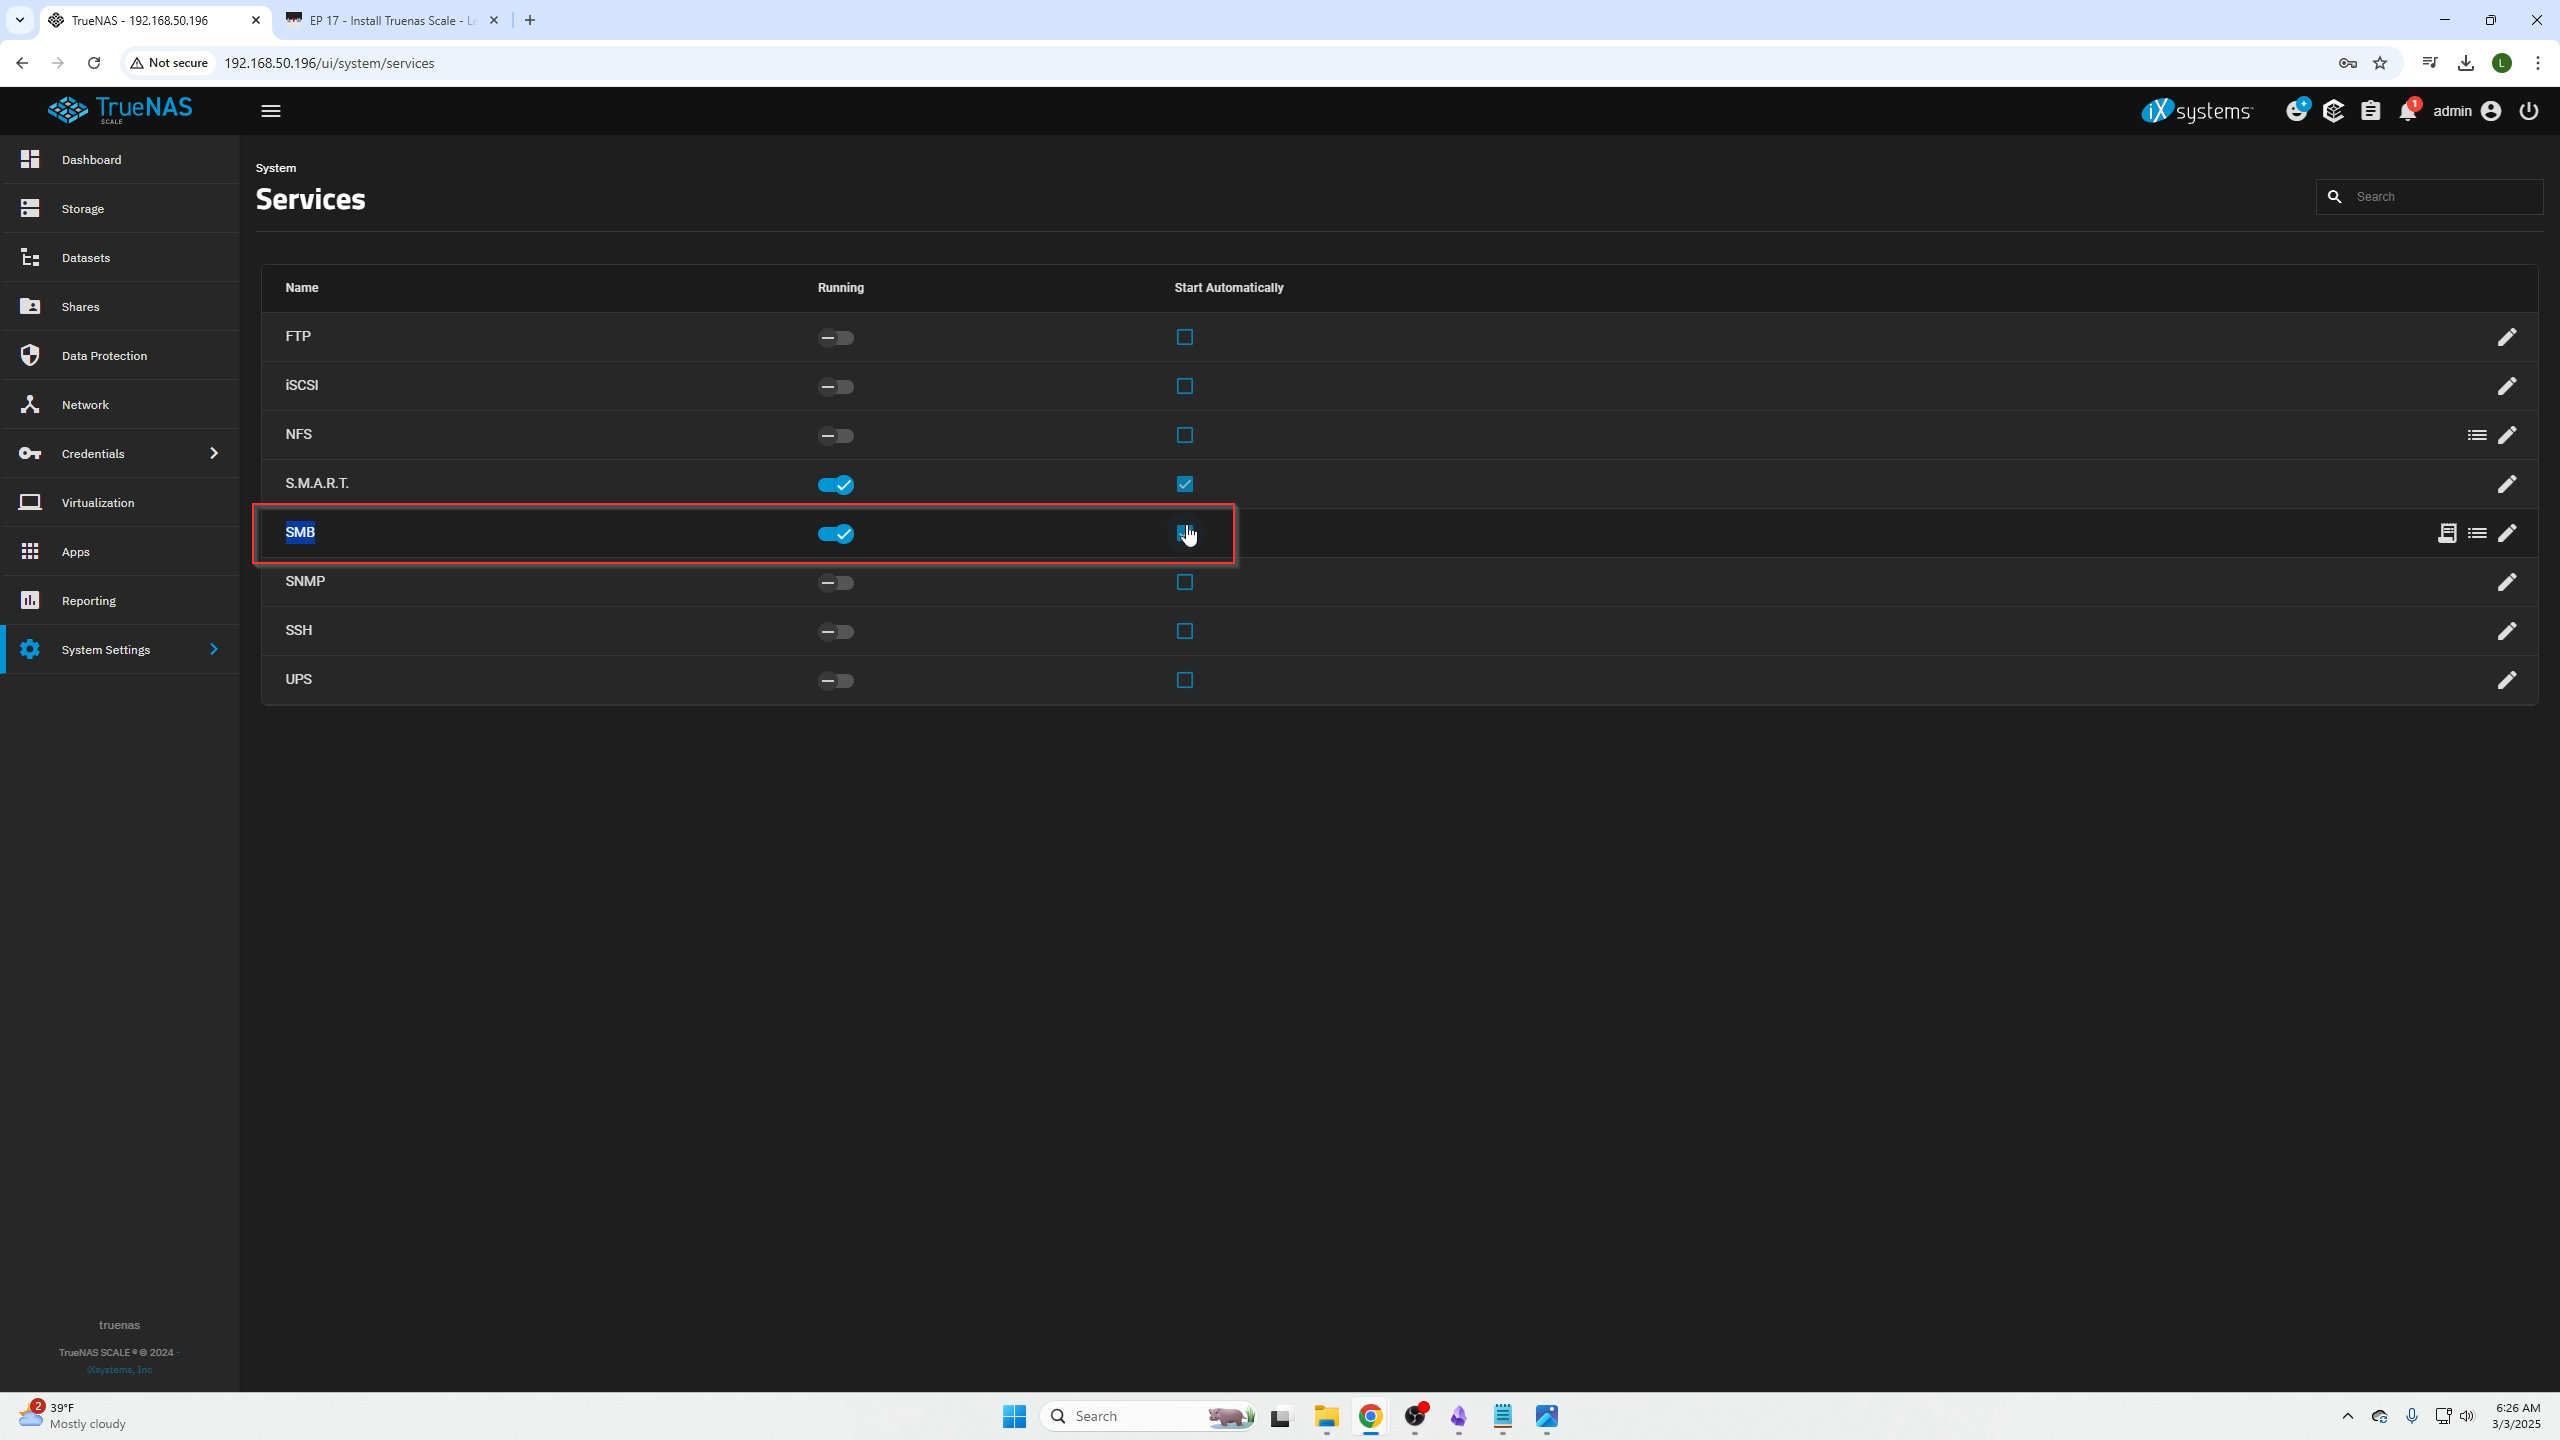 TrueNAS - 192.168.50.196
EP 17 - Install Truenas Scale - L
Not secure
192.168.50.196/ui/system/services
L
TrueNAS
SCALE
iXsystems
1
admin
Dashboard
Storage
Datasets
Shares
Data Protection
Network
Credentials
Virtualization
Apps
Reporting
System Settings
System
Services
Search
Name Running Start Automatically
FTP
iSCSI
NFS
S.M.A.R.T.
SMB
SNMP
SSH
UPS
truenas
TrueNAS SCALE ® © 2024 -
iXsystems, Inc
2
39°F
Mostly cloudy
Search
6:26 AM
3/3/2025